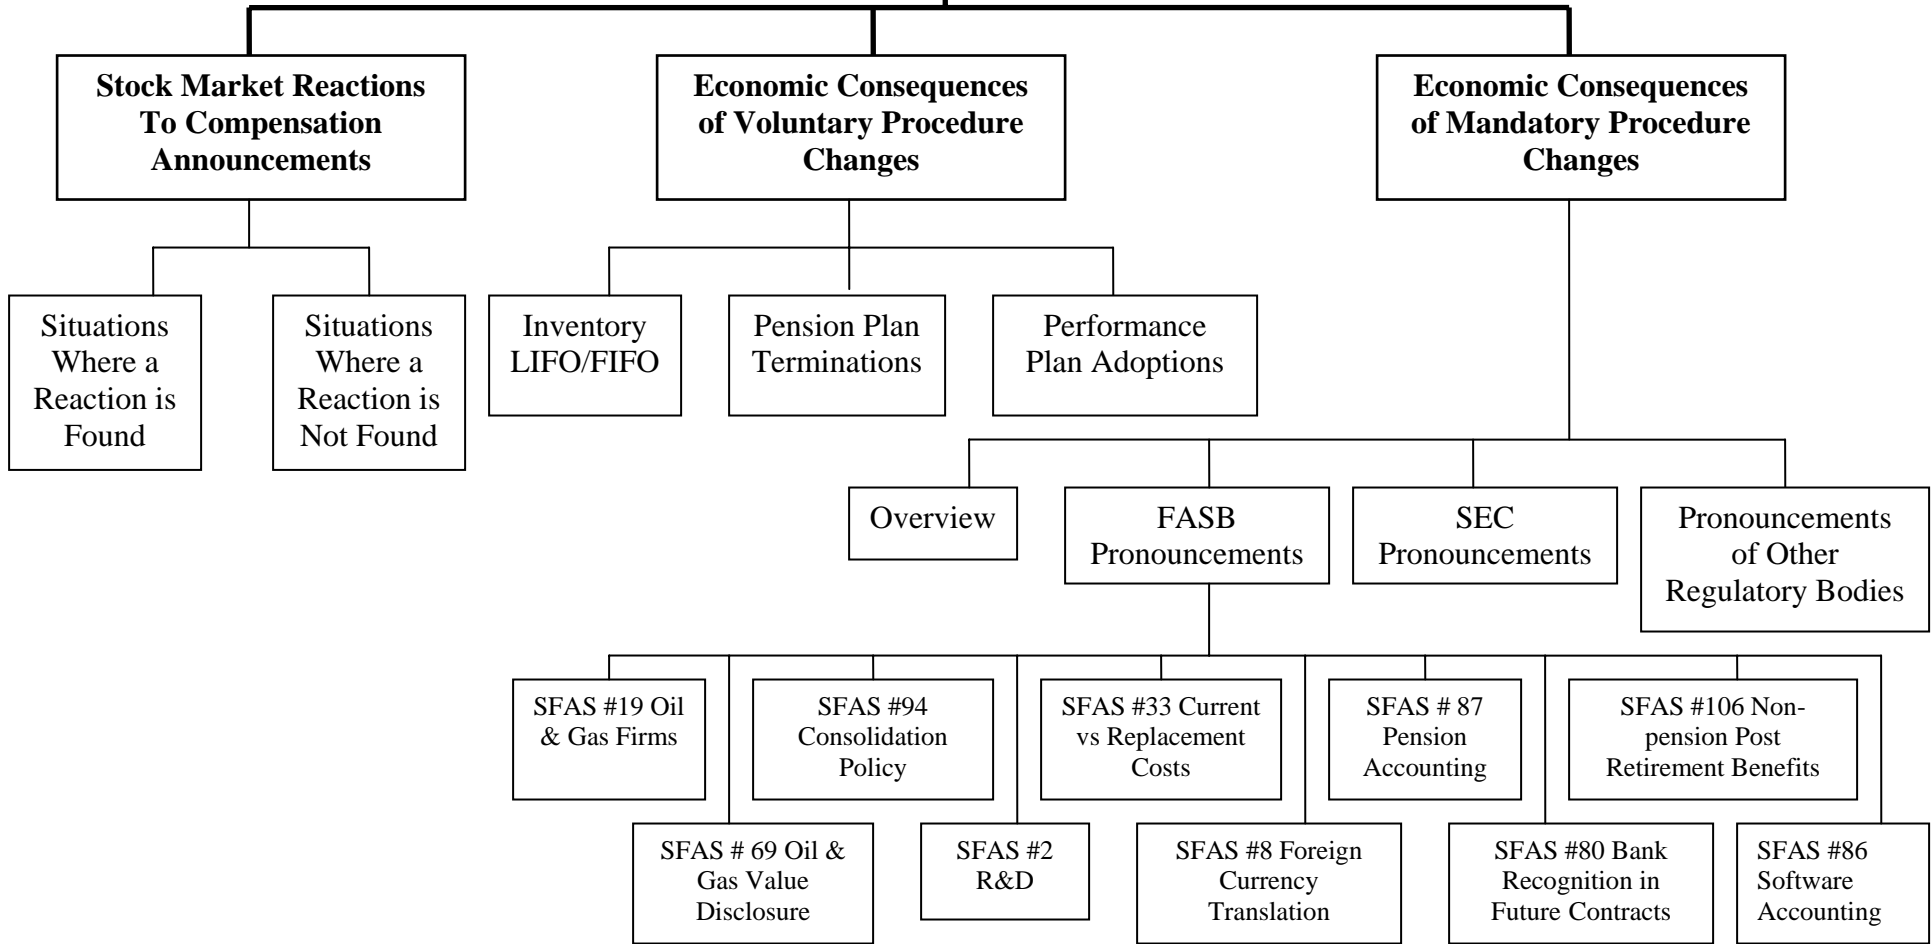 Stock Market Reactions
To Compensation
Announcements
Economic Consequences
of Voluntary Procedure
Changes
Economic Consequences
of Mandatory Procedure
Changes
Situations
Where a
Reaction is
Found
Situations
Where a
Reaction is
Not Found
Inventory
LIFO/FIFO
Pension Plan
Terminations
Performance
Plan Adoptions
Overview
FASB
Pronouncements
SEC
Pronouncements
Pronouncements
of Other
Regulatory Bodies
SFAS #19 Oil
& Gas Firms
SFAS #94
Consolidation
Policy
SFAS #33 Current
vs Replacement
Costs
SFAS # 87
Pension
Accounting
SFAS #106 Non-
pension Post
Retirement Benefits
SFAS # 69 Oil &
Gas Value
Disclosure
SFAS #2
R&D
SFAS #8 Foreign
Currency
Translation
SFAS #80 Bank
Recognition in
Future Contracts
SFAS #86
Software
Accounting